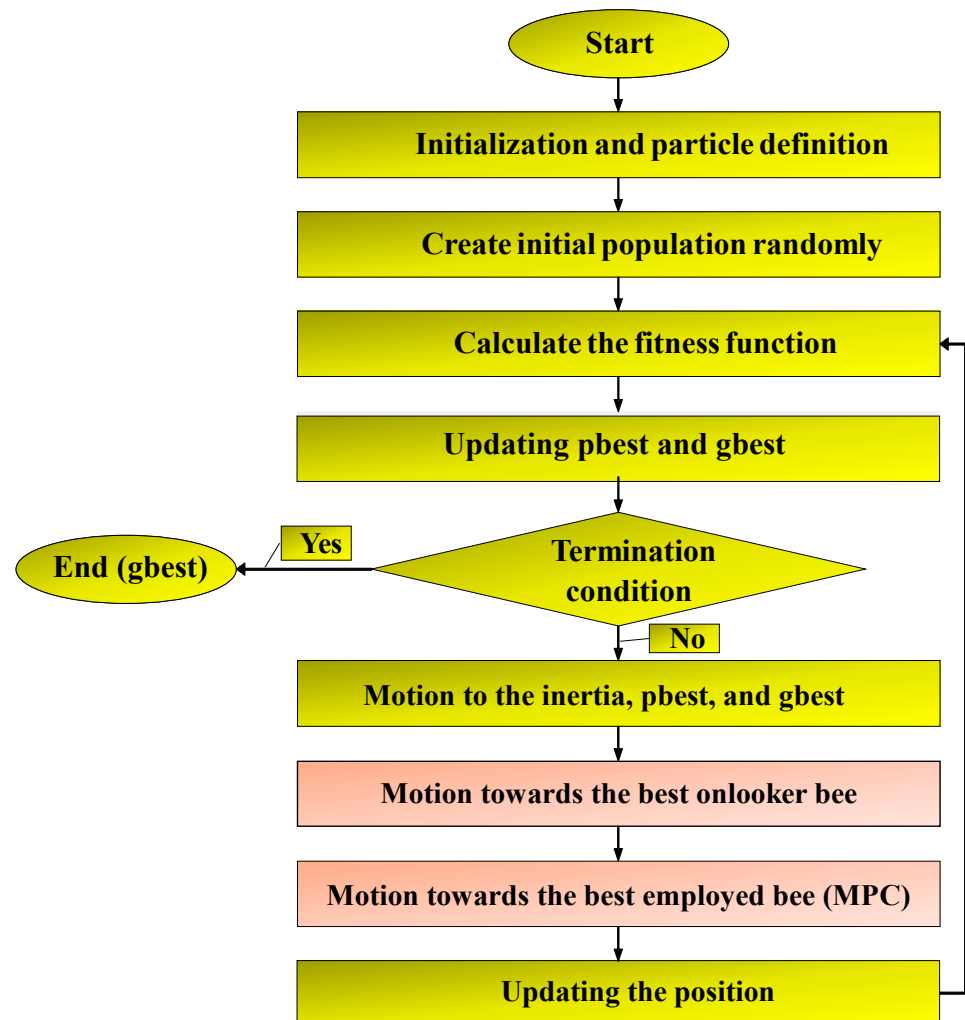 Start
Initialization and particle definition
Create initial population randomly
Calculate the fitness function
Updating pbest and gbest
Yes
End (gbest)
Termination
condition
No
Motion to the inertia, pbest, and gbest
Motion towards the best onlooker bee
Motion towards the best employed bee (MPC)
Updating the position